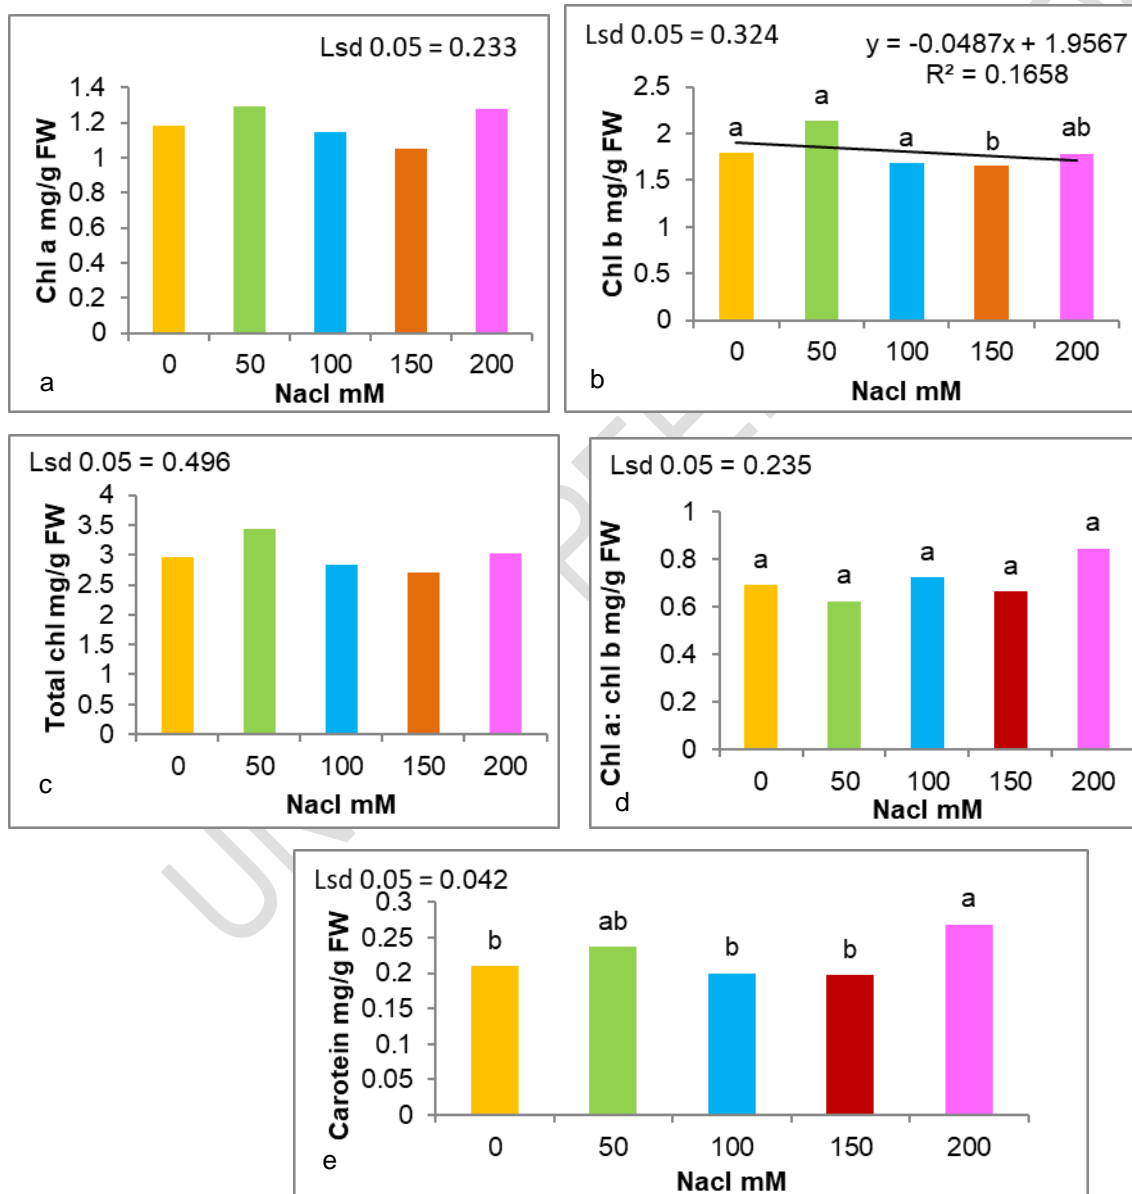 Lsd 0.05 = 0.233
Chl a mg/g FW
1.4
1.2
1
0.8
0.6
0.4
0.2
0
0 50 100 150 200
Nacl mM
a
Lsd 0.05 = 0.324
y = -0.0487x + 1.9567
R² = 0.1658
Chl b mg/g FW
2.5
2
1.5
1
0.5
0
a a a b ab
0 50 100 150 200
Nacl mM
b
Lsd 0.05 = 0.496
Total chl mg/g FW
4
3.5
3
2.5
2
1.5
1
0.5
0
0 50 100 150 200
Nacl mM
c
Lsd 0.05 = 0.235
Chl a: chl b mg/g FW
1
0.8
0.6
0.4
0.2
0
a a a a a
0 50 100 150 200
Nacl mM
d
Lsd 0.05 = 0.042
Carotein mg/g FW
0.3
0.25
0.2
0.15
0.1
0.05
0
b ab b b a
0 50 100 150 200
Nacl mM
e